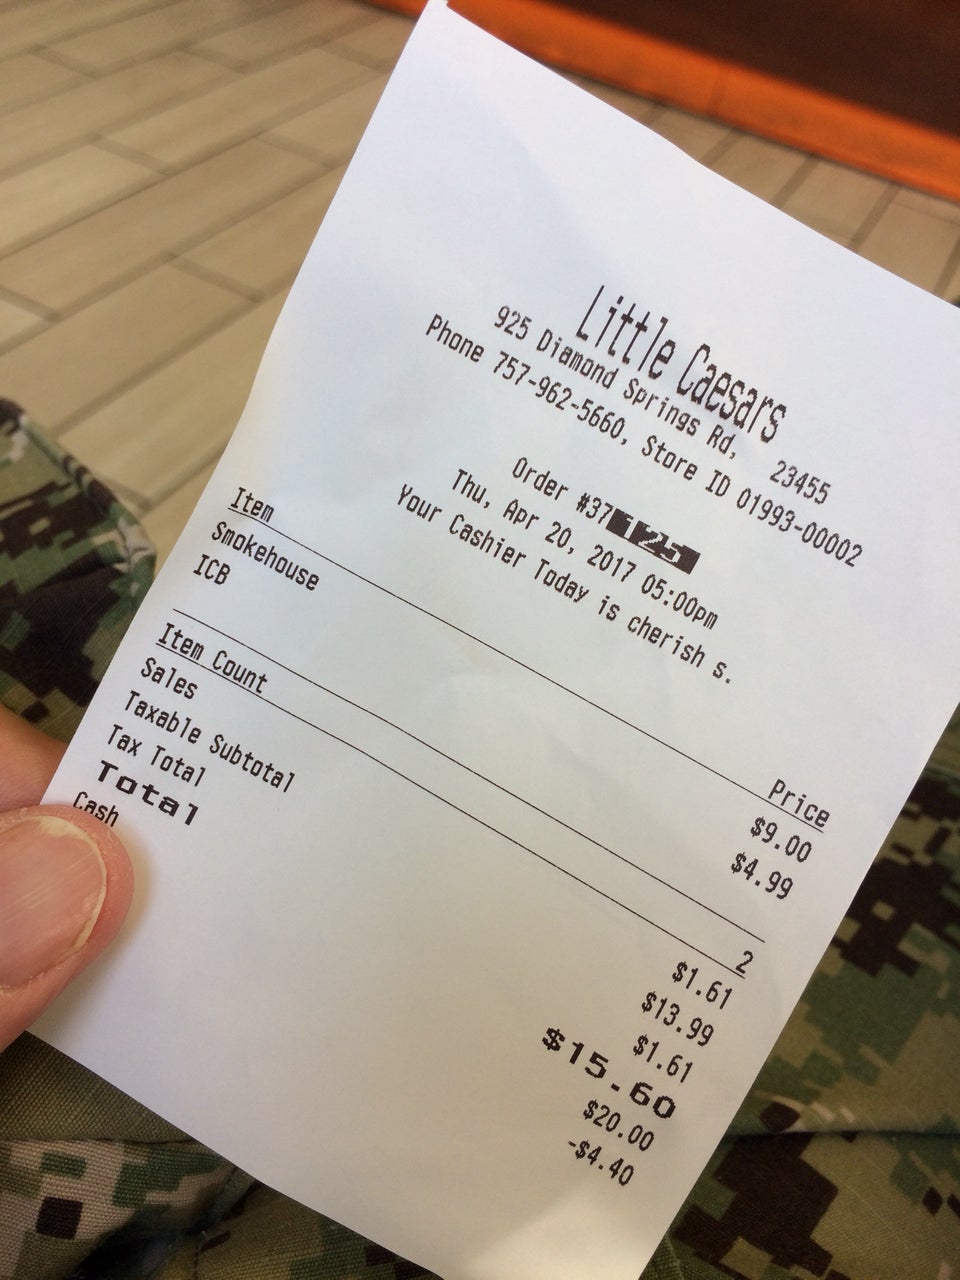 Little Caesars
925 Diamond Springs Rd, 23455
Phone 757-962-5660, Store ID 01993-00002
Order #37125
Thu, Apr 20, 2017 05:00pm
Your Cashier Today is cherish s.
Item Price
Smokehouse $9.00
ICB $4.99
Item Count 2
Sales $1.61
Taxable Subtotal $13.99
Tax Total $1.61
Total $15.60
Cash $20.00
-$4.40